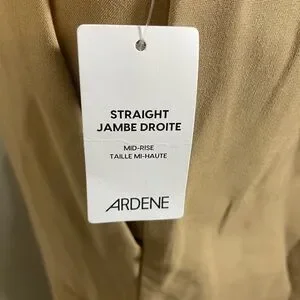 STRAIGHT
JAMBE DROITE
MID-RISE
TAILLE MI-HAUTE
ARDENE